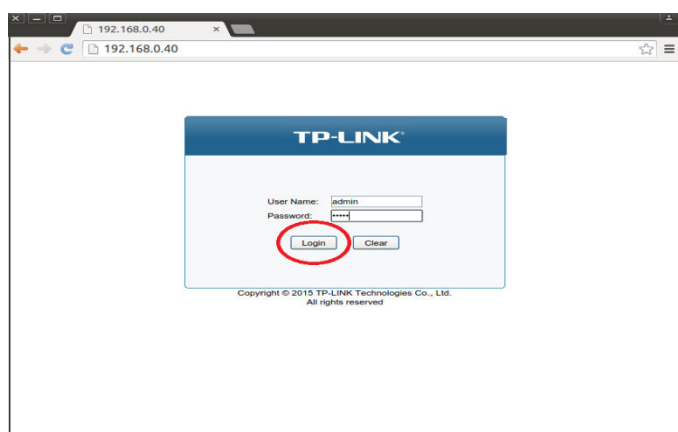 192.168.0.40
192.168.0.40
TP-LINK®
User Name: admin
Password: •••••
Login Clear
Copyright © 2015 TP-LINK Technologies Co., Ltd.
All rights reserved